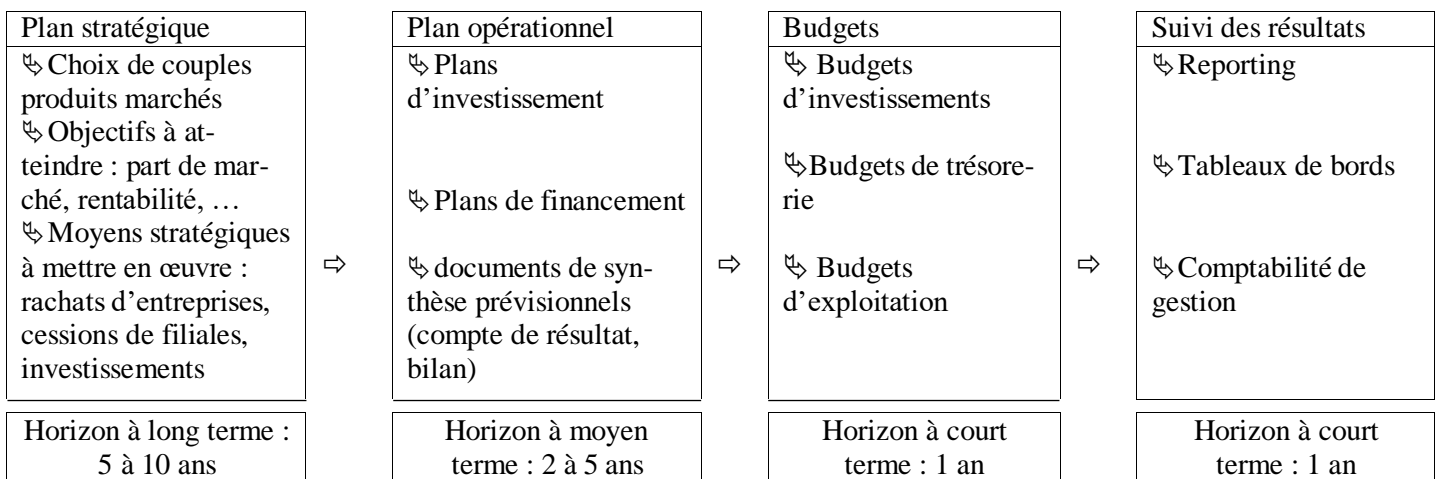 Plan stratégique
⮱ Choix de couples
produits marchés
⮱ Objectifs à at-
teindre : part de mar-
ché, rentabilité, …
⮱ Moyens stratégiques
à mettre en œuvre :
rachats d’entreprises,
cessions de filiales,
investissements
Horizon à long terme :
5 à 10 ans
⇨
Plan opérationnel
⮱ Plans
d’investissement
⮱ Plans de financement
⮱ documents de syn-
thèse prévisionnels
(compte de résultat,
bilan)
Horizon à moyen
terme : 2 à 5 ans
⇨
Budgets
⮱ Budgets
d’investissements
⮱ Budgets de trésore-
rie
⮱ Budgets
d’exploitation
Horizon à court
terme : 1 an
⇨
Suivi des résultats
⮱ Reporting
⮱ Tableaux de bords
⮱ Comptabilité de
gestion
Horizon à court
terme : 1 an